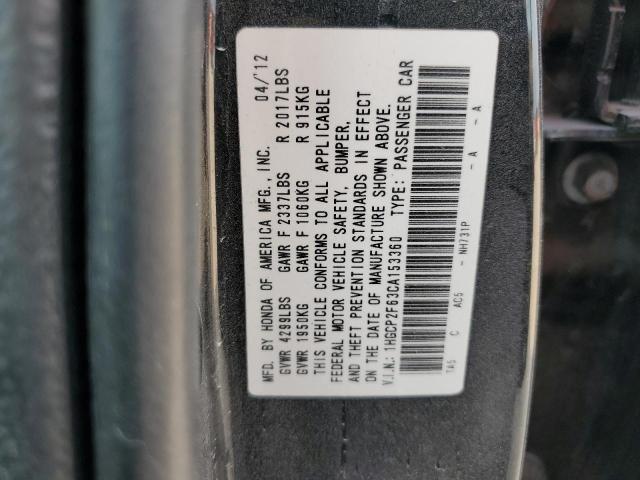 MFD. BY HONDA OF AMERICA MFG., INC. 04/'12
GVWR 4299LBS GAWR F 2337LBS R 2017LBS
GVWR 1950KG GAWR F 1060KG R 915KG
THIS VEHICLE CONFORMS TO ALL APPLICABLE
FEDERAL MOTOR VEHICLE SAFETY, BUMPER,
AND THEFT PREVENTION STANDARDS IN EFFECT
ON THE DATE OF MANUFACTURE SHOWN ABOVE.
V.I.N.: 1HGCP2F63CA153360 TYPE: PASSENGER CAR
TA5 C AC5 - NH731P - A - A